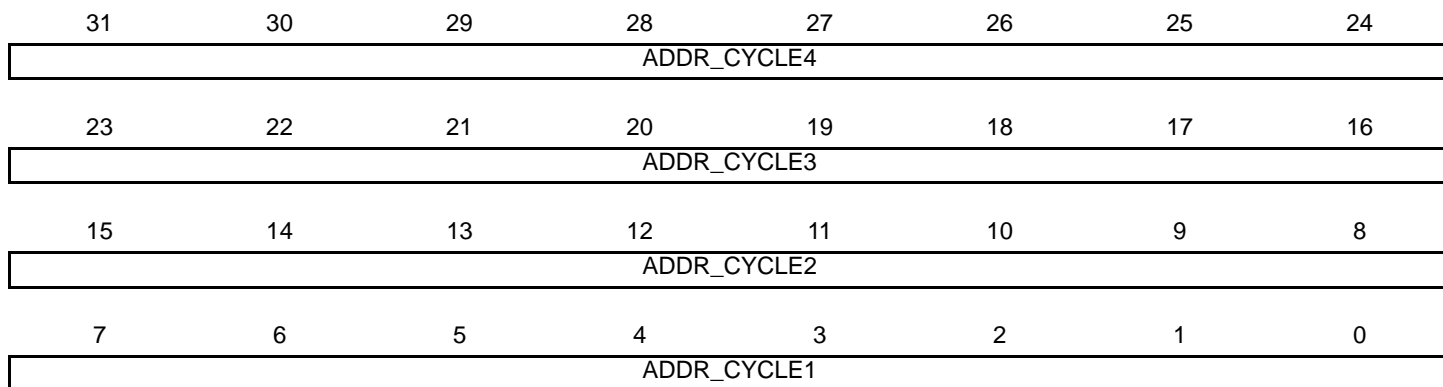 31 30 29 28 27 26 25 24
ADDR_CYCLE4
23 22 21 20 19 18 17 16
ADDR_CYCLE3
15 14 13 12 11 10 9 8
ADDR_CYCLE2
7 6 5 4 3 2 1 0
ADDR_CYCLE1